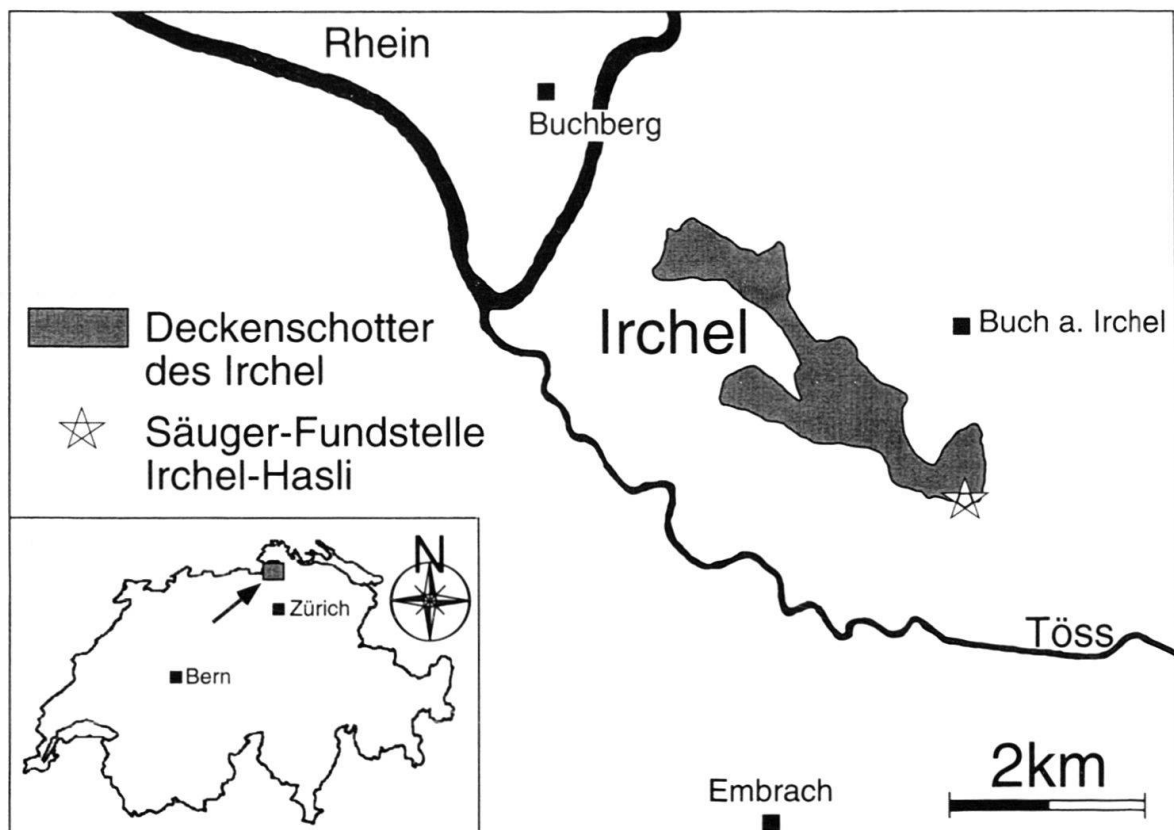 Rhein
Buchberg
Irchel
Buch a. Irchel
Deckenschotter
des Irchel
Säuger-Fundstelle
Irchel-Hasli
N
Zürich
Bern
Töss
2km
Embrach